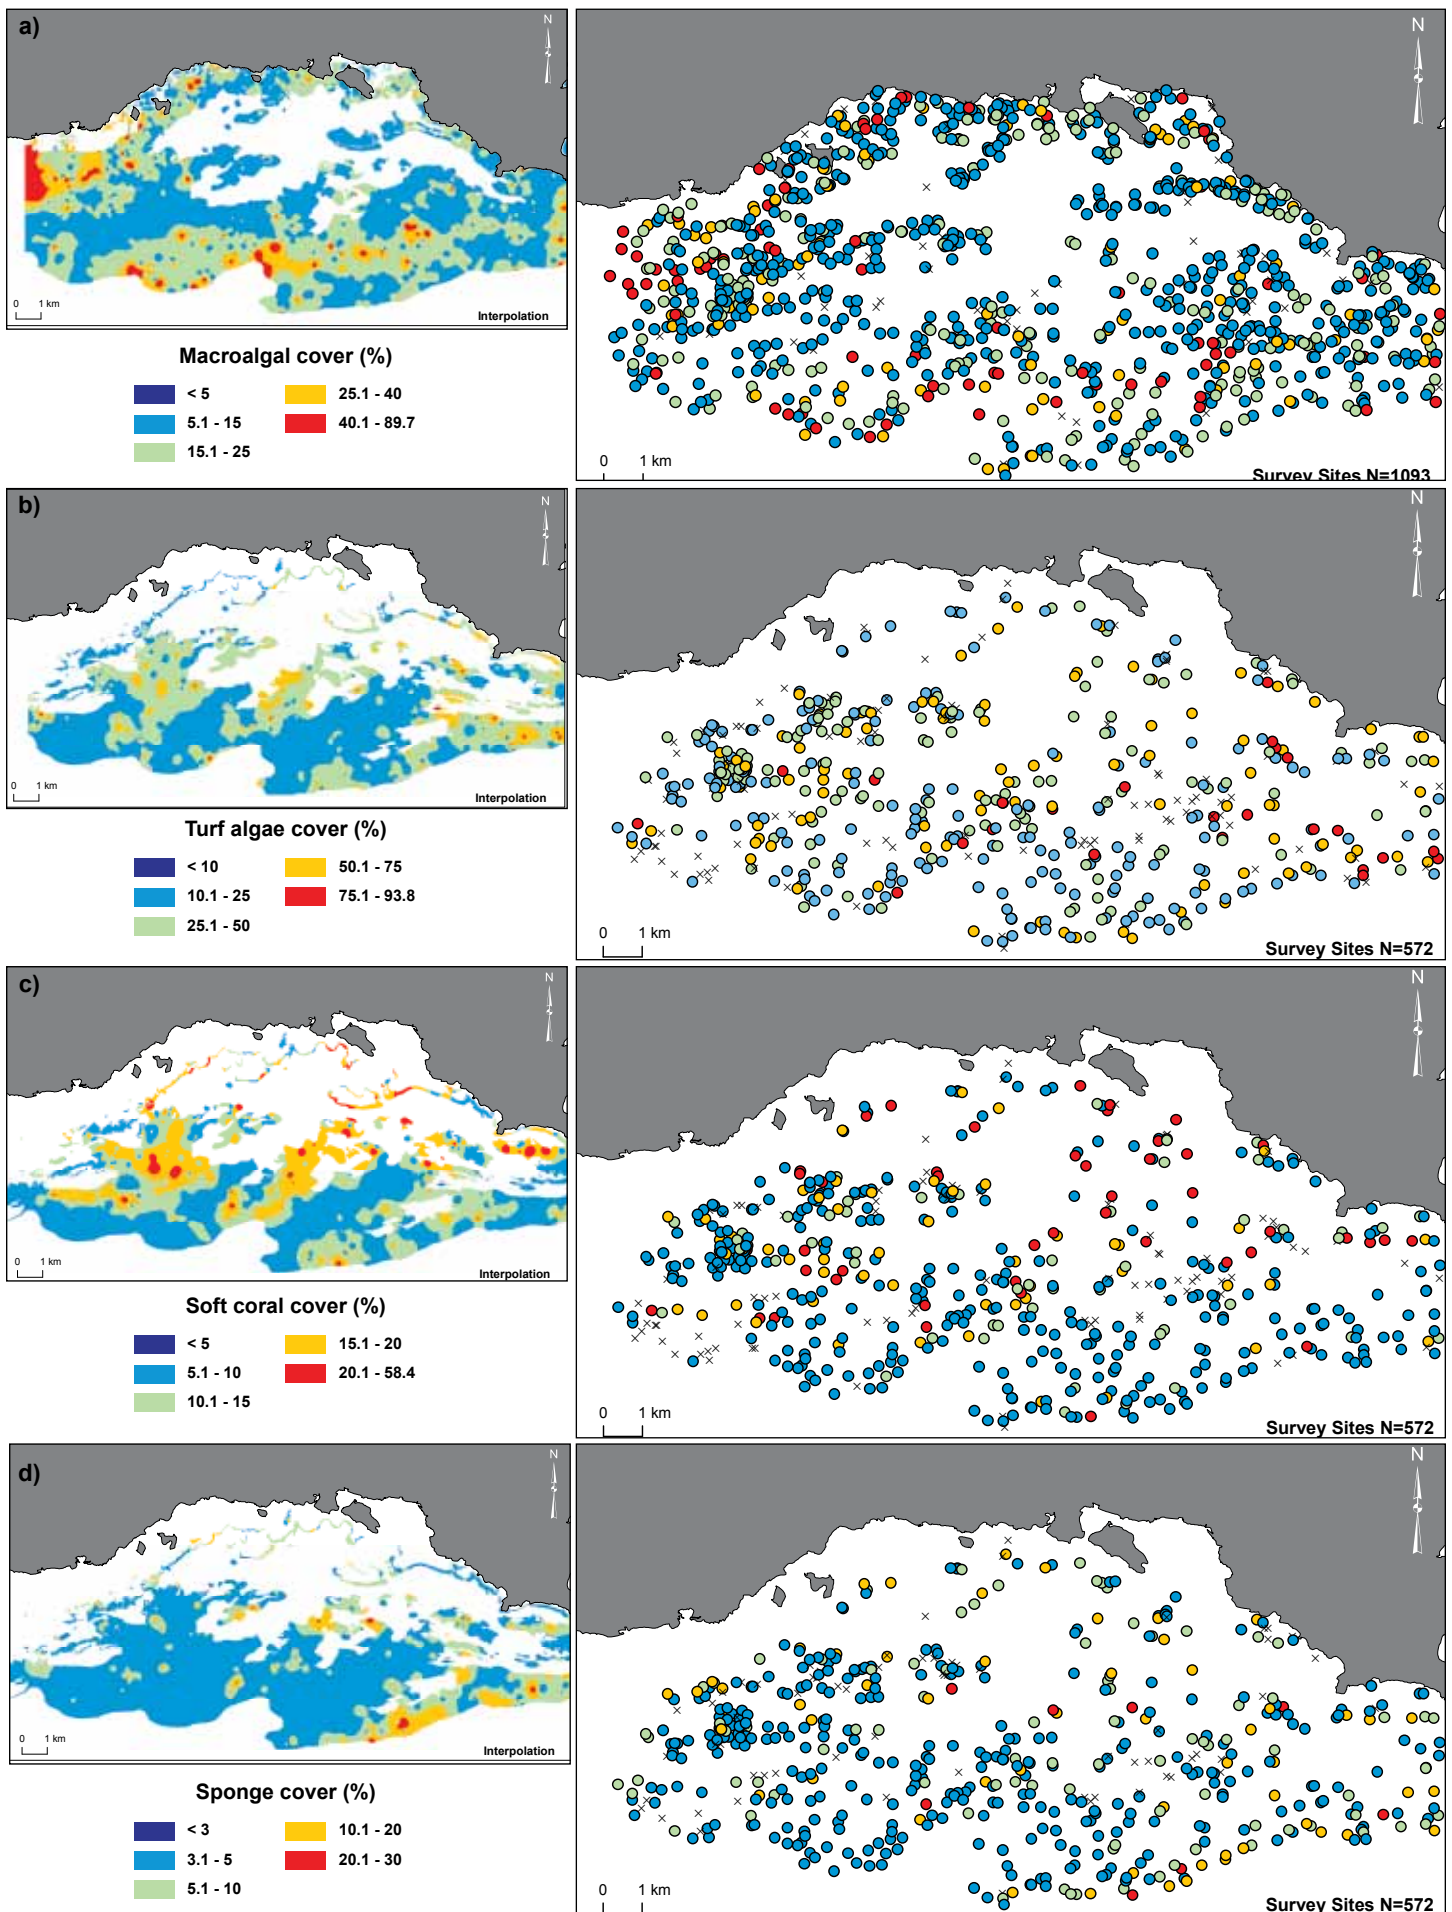 a)
N
0 1 km
Interpolation
Macroalgal cover (%)
< 5
5.1 - 15
15.1 - 25
25.1 - 40
40.1 - 89.7
N
0 1 km
Survey Sites N=1093
b)
N
0 1 km
Interpolation
Turf algae cover (%)
< 10
10.1 - 25
25.1 - 50
50.1 - 75
75.1 - 93.8
N
0 1 km
Survey Sites N=572
c)
N
0 1 km
Interpolation
Soft coral cover (%)
< 5
5.1 - 10
10.1 - 15
15.1 - 20
20.1 - 58.4
N
0 1 km
Survey Sites N=572
d)
N
0 1 km
Interpolation
Sponge cover (%)
< 3
3.1 - 5
5.1 - 10
10.1 - 20
20.1 - 30
N
0 1 km
Survey Sites N=572